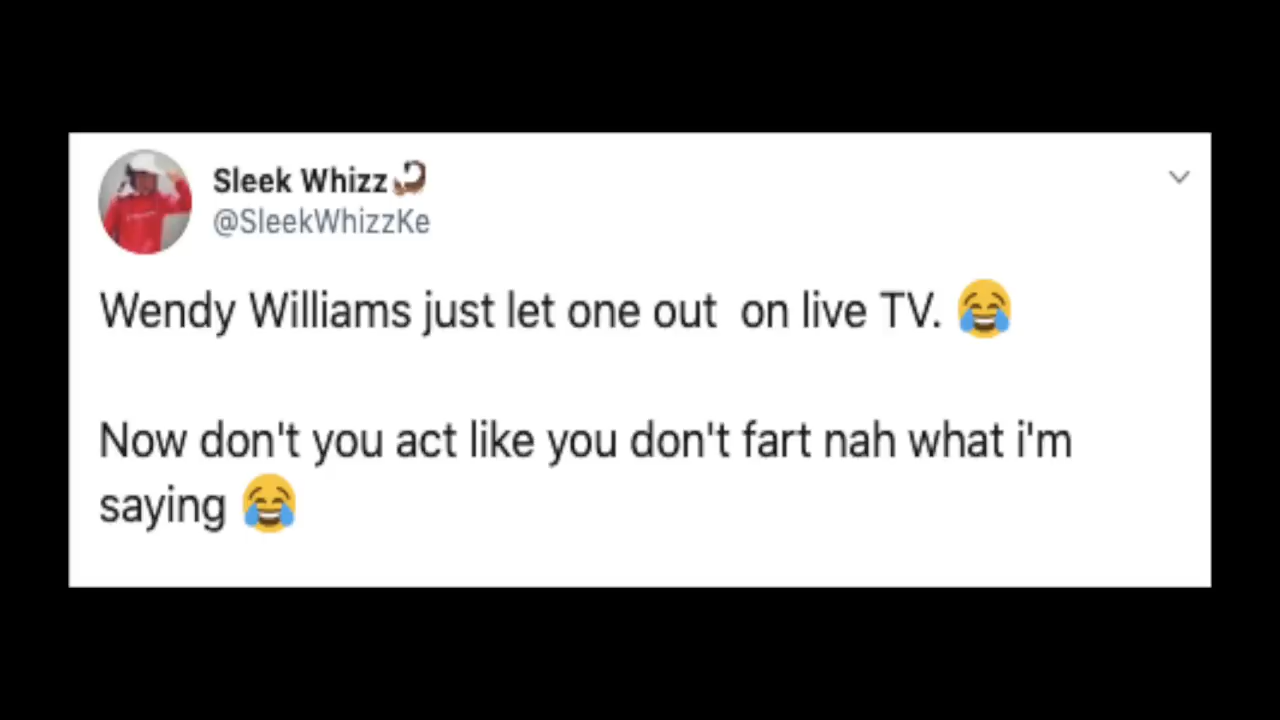 Sleek Whizz🦂
@SleekWhizzKe
Wendy Williams just let one out  on live TV. 😂
Now don't you act like you don't fart nah what i'm
saying 😂